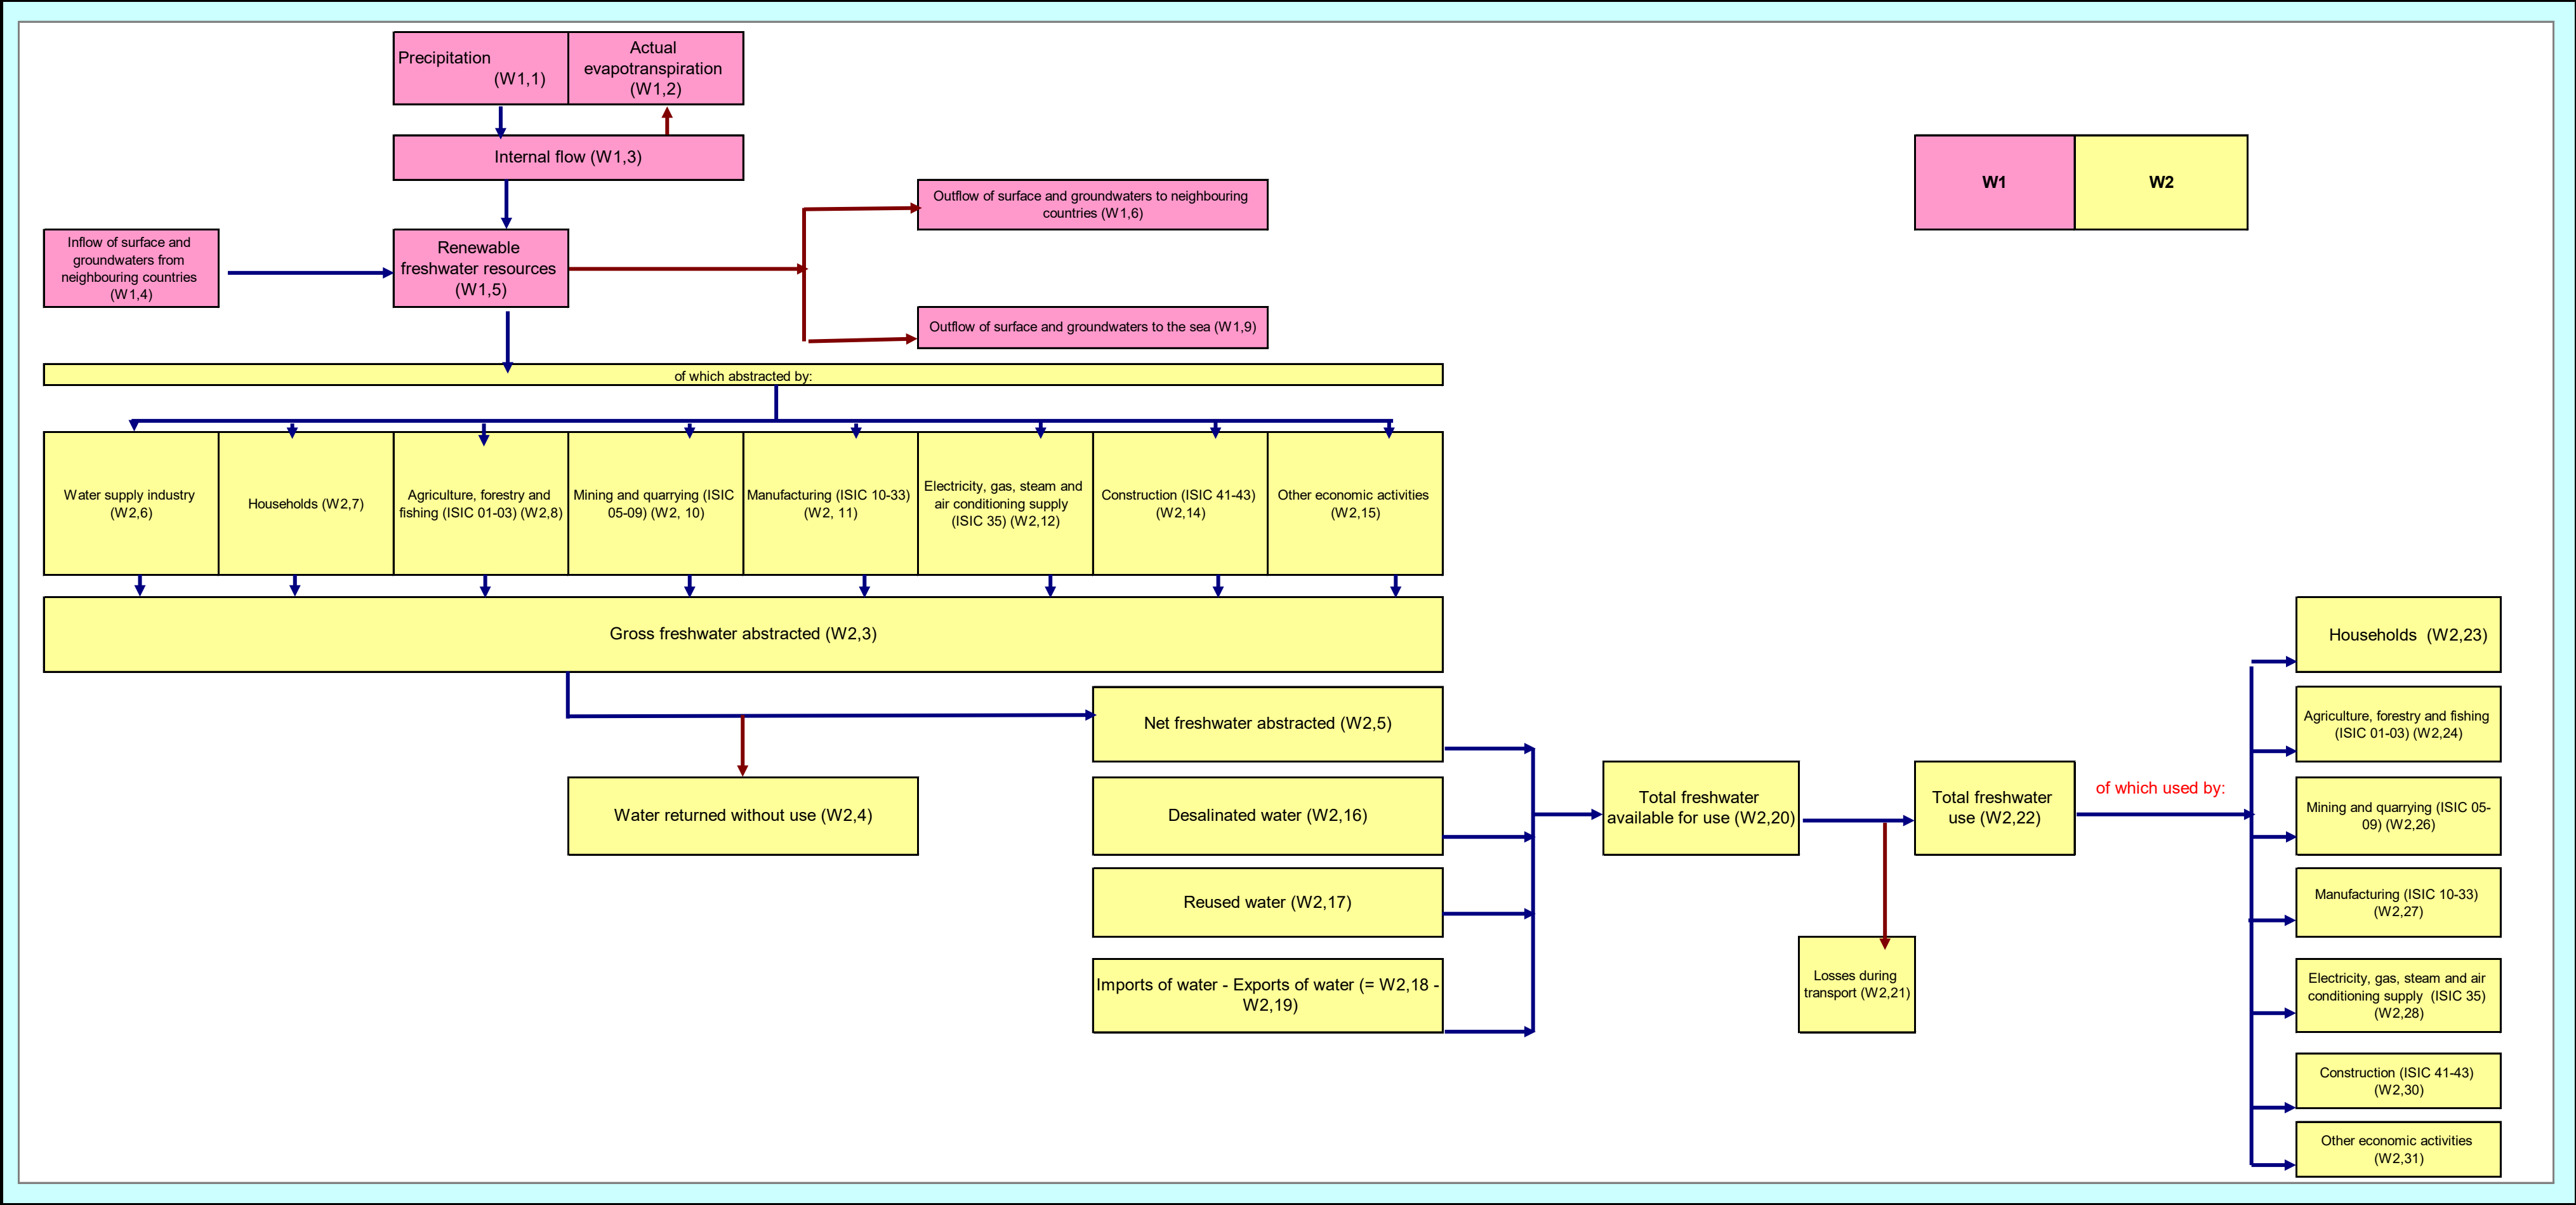 Precipitation
(W1,1)
Actual
evapotranspiration
(W1,2)
Internal flow (W1,3)
W1
W2
Outflow of surface and groundwaters to neighbouring
countries (W1,6)
Inflow of surface and
groundwaters from
neighbouring countries
(W1,4)
Renewable
freshwater resources
(W1,5)
Outflow of surface and groundwaters to the sea (W1,9)
of which abstracted by:
Water supply industry
(W2,6)
Households (W2,7)
Agriculture, forestry and
fishing (ISIC 01-03) (W2,8)
Mining and quarrying (ISIC
05-09) (W2, 10)
Manufacturing (ISIC 10-33)
(W2, 11)
Electricity, gas, steam and
air conditioning supply
(ISIC 35) (W2,12)
Construction (ISIC 41-43)
(W2,14)
Other economic activities
(W2,15)
Gross freshwater abstracted (W2,3)
Net freshwater abstracted (W2,5)
Water returned without use (W2,4)
Desalinated water (W2,16)
Reused water (W2,17)
Imports of water - Exports of water (= W2,18 -
W2,19)
Total freshwater
available for use (W2,20)
Losses during
transport (W2,21)
Total freshwater
use (W2,22)
of which used by:
Households  (W2,23)
Agriculture, forestry and fishing
(ISIC 01-03) (W2,24)
Mining and quarrying (ISIC 05-
09) (W2,26)
Manufacturing (ISIC 10-33)
(W2,27)
Electricity, gas, steam and air
conditioning supply  (ISIC 35)
(W2,28)
Construction (ISIC 41-43)
(W2,30)
Other economic activities
(W2,31)